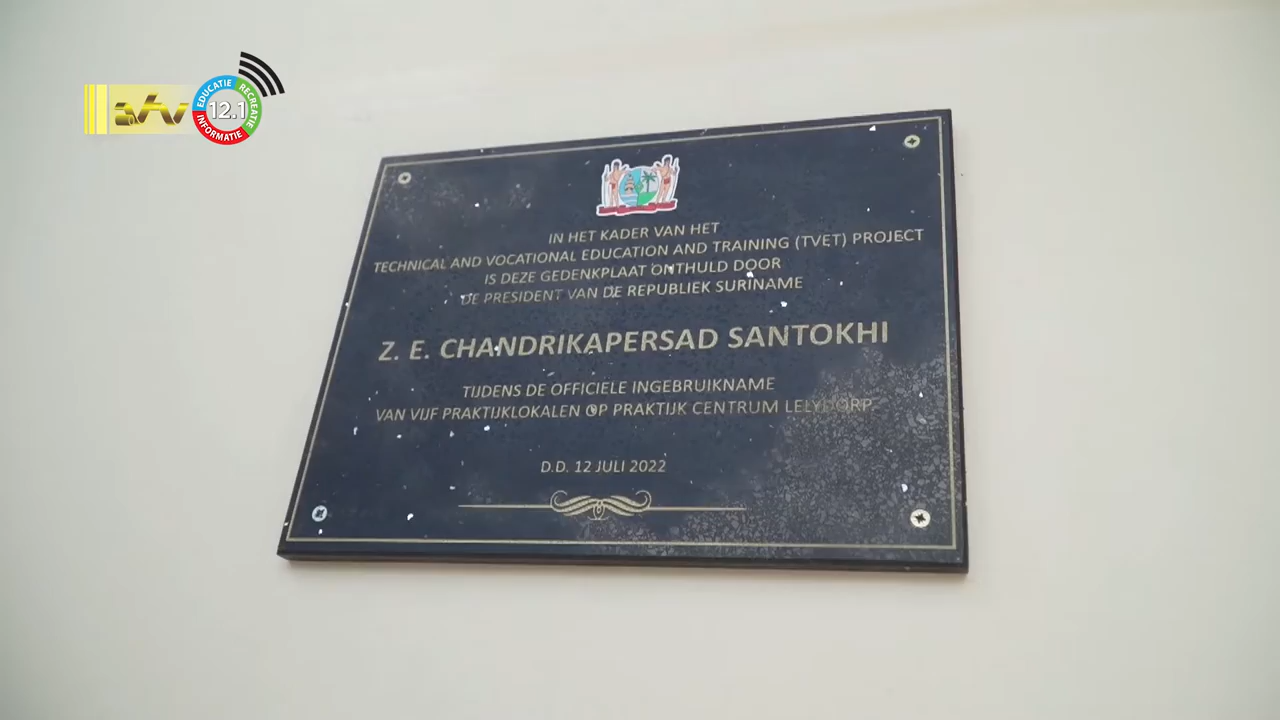 atv
EDUCATIE
RECREATIE
INFORMATIE
12.1
IN HET KADER VAN HET
TECHNICAL AND VOCATIONAL EDUCATION AND TRAINING (TVET) PROJECT
IS DEZE GEDENKPLAAT ONTHULD DOOR
DE PRESIDENT VAN DE REPUBLIEK SURINAME
Z. E. CHANDRIKAPERSAD SANTOKHI
TIJDENS DE OFFICIELE INGEBRUIKNAME
VAN VIJF PRAKTIJKLOKALEN OP PRAKTIJK CENTRUM LELYDORP.
D.D. 12 JULI 2022